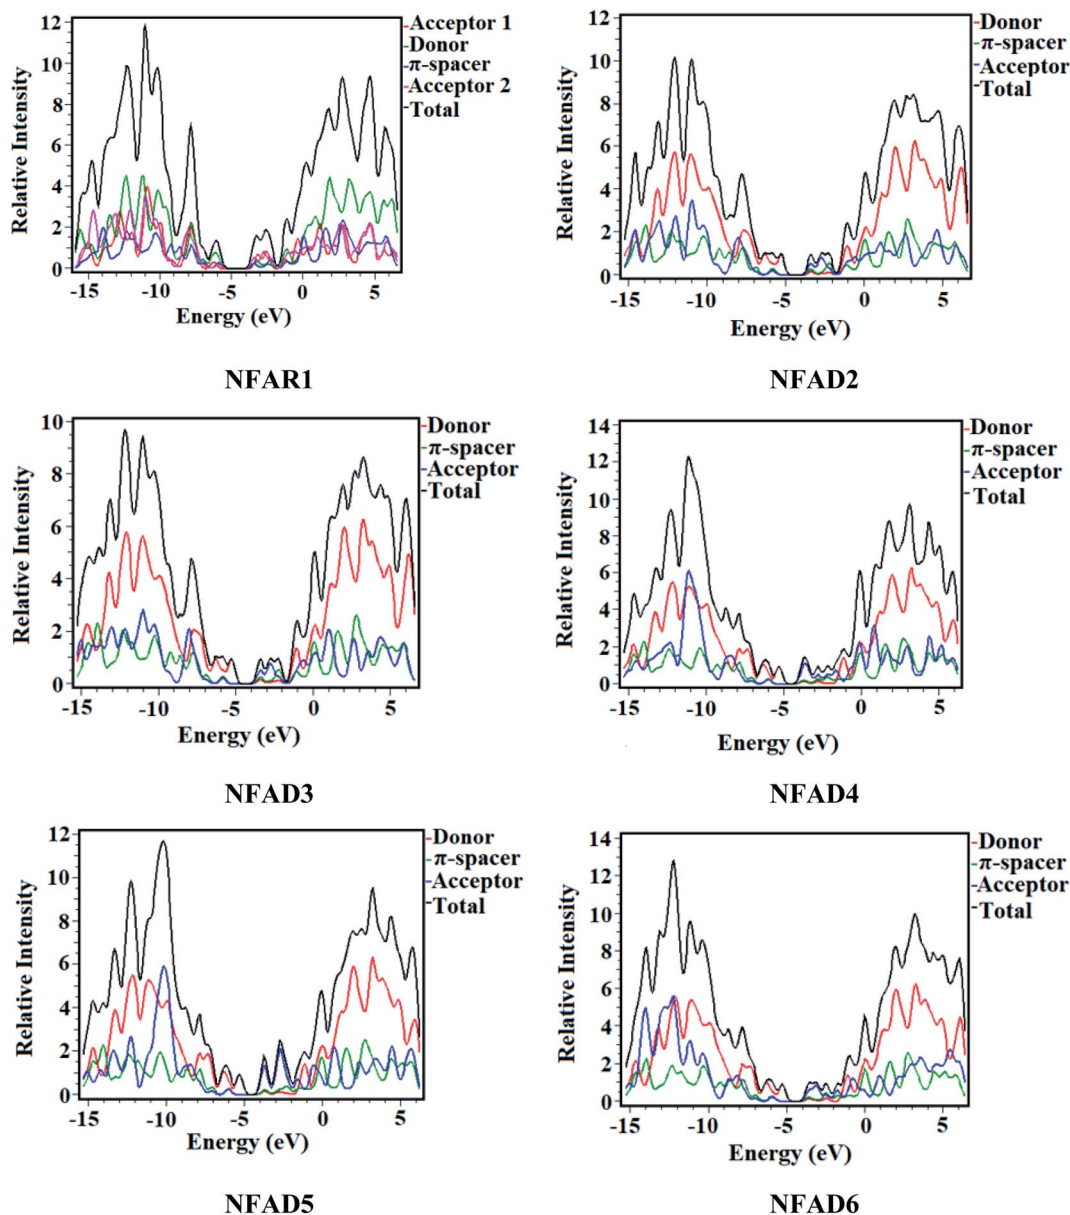 Relative Intensity
12
10
8
6
4
2
0
-15
-10
-5
0
5
Energy (eV)
Acceptor 1
Donor
π-spacer
Acceptor 2
Total
NFAR1
Relative Intensity
12
10
8
6
4
2
0
-15
-10
-5
0
5
Energy (eV)
Donor
π-spacer
Acceptor
Total
NFAD2
Relative Intensity
10
8
6
4
2
0
-15
-10
-5
0
5
Energy (eV)
Donor
π-spacer
Acceptor
Total
NFAD3
Relative Intensity
14
12
10
8
6
4
2
0
-15
-10
-5
0
5
Energy (eV)
Donor
π-spacer
Acceptor
Total
NFAD4
Relative Intensity
12
10
8
6
4
2
0
-15
-10
-5
0
5
Energy (eV)
Donor
π-spacer
Acceptor
Total
NFAD5
Relative Intensity
14
12
10
8
6
4
2
0
-15
-10
-5
0
5
Energy (eV)
Donor
π-spacer
Acceptor
Total
NFAD6